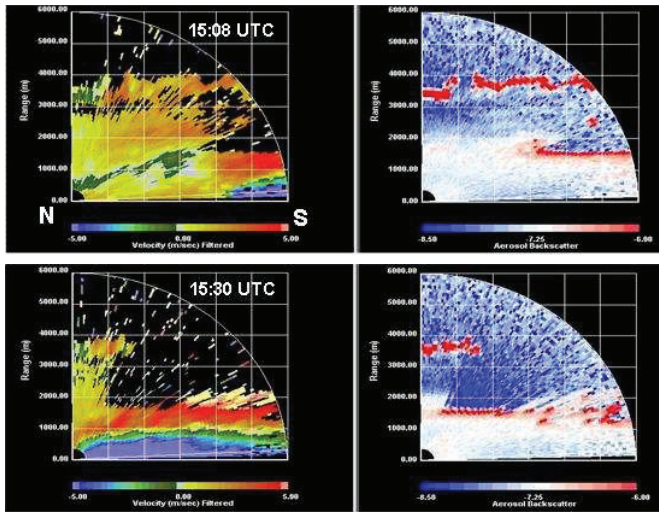 6000.00
15:08 UTC
5000.00
4000.00
Range (m)
3000.00
2000.00
1000.00
0.00
N
S
-5.00 0.00 5.00
Velocity (m/sec) Filtered
6000.00
5000.00
4000.00
Range (m)
3000.00
2000.00
1000.00
0.00
-8.50 -7.25 -6.00
Aerosol Backscatter
6000.00
15:30 UTC
5000.00
4000.00
Range (m)
3000.00
2000.00
1000.00
0.00
-5.00 0.00 5.00
Velocity (m/sec) Filtered
6000.00
5000.00
4000.00
Range (m)
3000.00
2000.00
1000.00
0.00
-8.50 -7.25 -6.00
Aerosol Backscatter